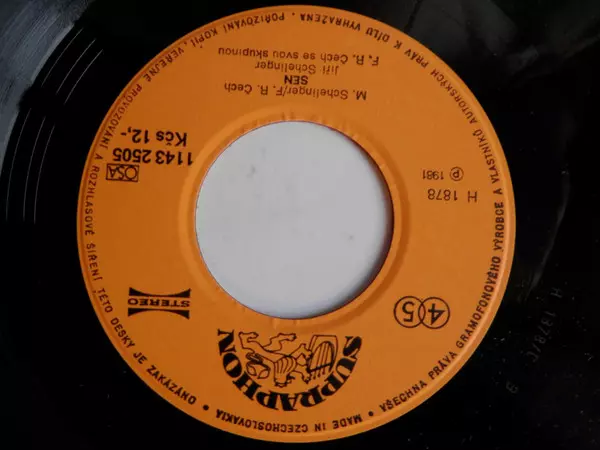 • VŠECHNA PRÁVA GRAMOFONOVÉHO VÝROBCE A VLASTNÍKŮ AUTORSKÝCH PRÁV K DÍLU VYHRAZENA. POŘIZOVÁNÍ KOPIÍ, VEŘEJNÉ PROVOZOVÁNÍ A ROZHLASOVÉ ŠÍŘENÍ TÉTO DESKY JE ZAKÁZÁNO •
MADE IN CZECHOSLOVAKIA
SUPRAPHON
45
STEREO
H 1878
℗ 1981
OSA
1143 2505
Kčs 12,-
M. Schelinger/F. R. Čech
SEN
Jiří Schelinger
F. R. Čech se svou skupinou